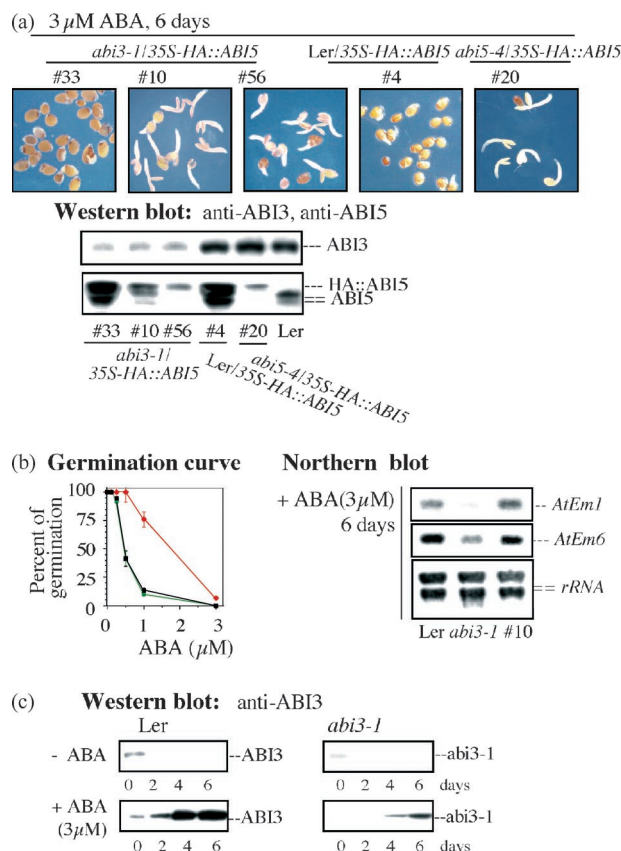 (a) 3 µM ABA, 6 days
abi3-1/35S-HA::ABI5 Ler/35S-HA::ABI5 abi5-4/35S-HA::ABI5
#33 #10 #56 #4 #20
Western blot: anti-ABI3, anti-ABI5
--- ABI3
--- HA::ABI5
== ABI5
#33 #10 #56 #4 #20 Ler
abi3-1/
35S-HA::ABI5
Ler/35S-HA::ABI5
abi5-4/35S-HA::ABI5
(b) Germination curve Northern blot
Percent of
germination
100
75
50
25
0
0 1 2 3
ABA (µM)
+ ABA(3µM)
6 days
-- AtEm1
--- AtEm6
== rRNA
Ler abi3-1 #10
(c) Western blot: anti-ABI3
Ler abi3-1
- ABA --ABI3 --abi3-1
0 2 4 6 days 0 2 4 6 days
+ ABA
(3µM) --ABI3 --abi3-1
0 2 4 6 days 0 2 4 6 days